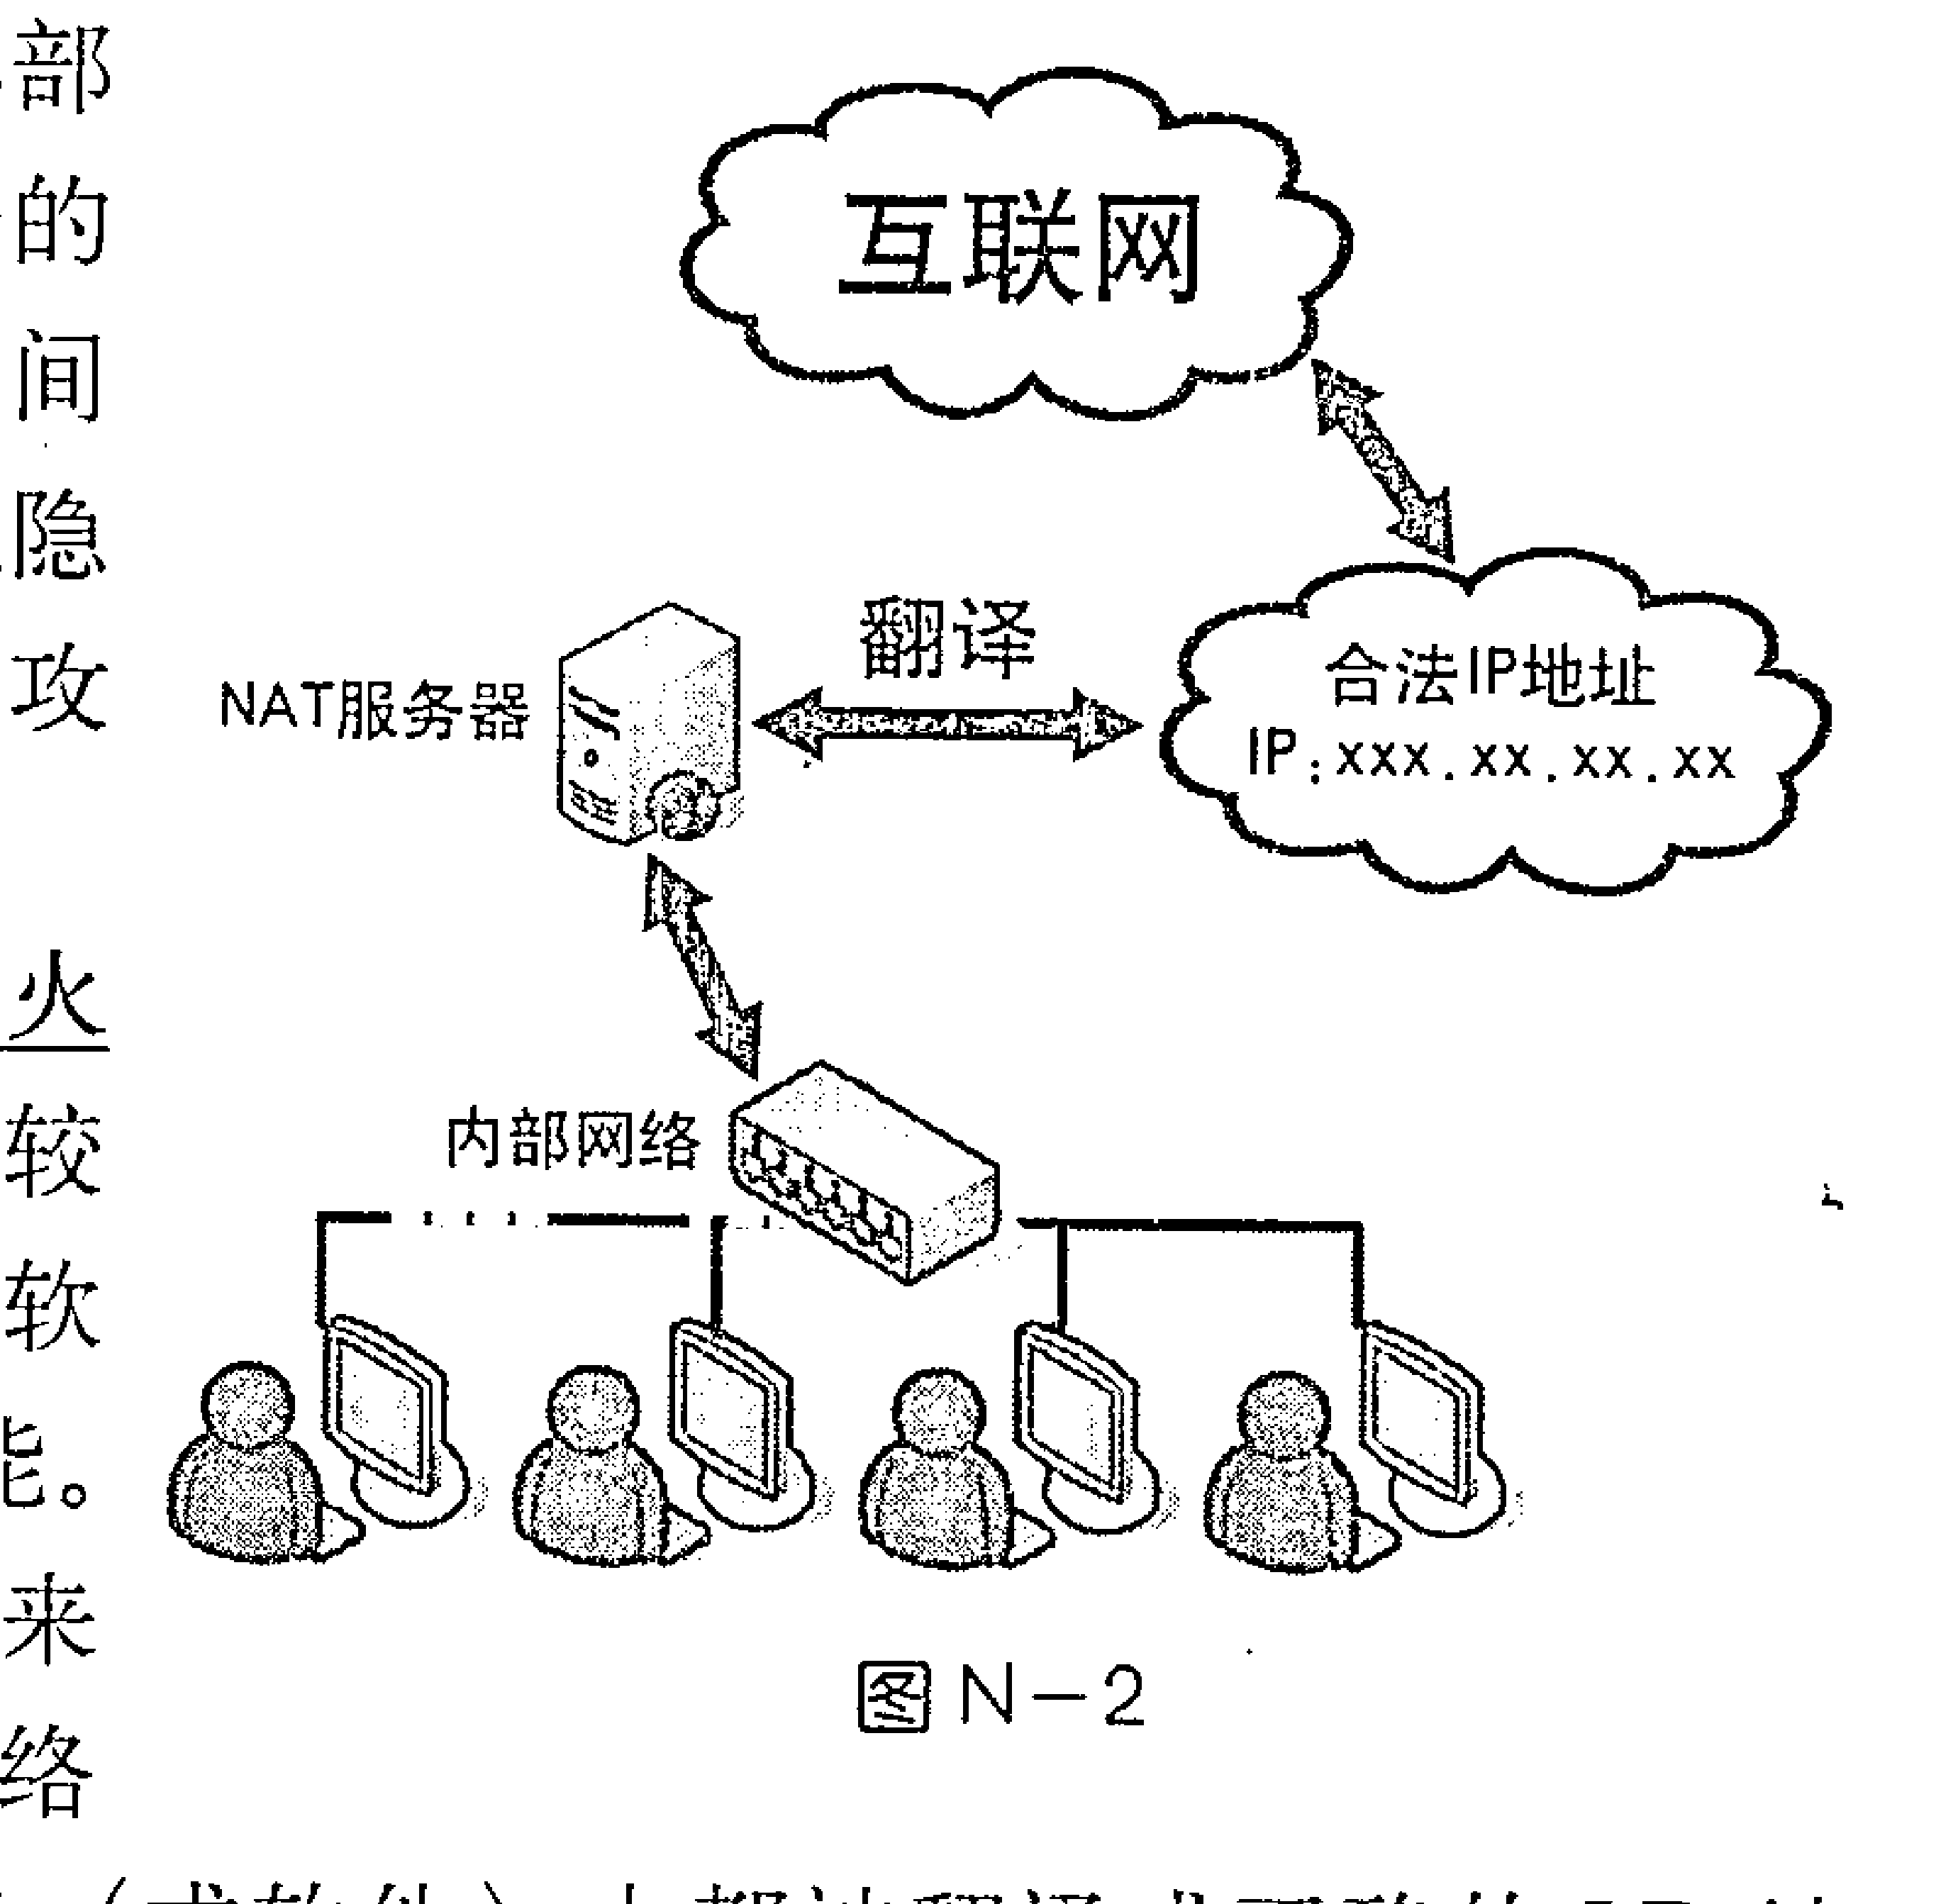 部
的
间
隐
攻
火
较
软
能。
来
络
互联网
翻译
NAT服务器
合法IP地址
IP:xxx.xx.xx.xx
内部网络
图N-2